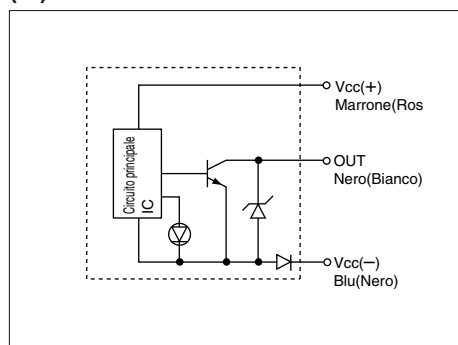 Vcc(+)
Marrone(Ros
Circuito principale
IC
OUT
Nero(Bianco)
Vcc(−)
Blu(Nero)